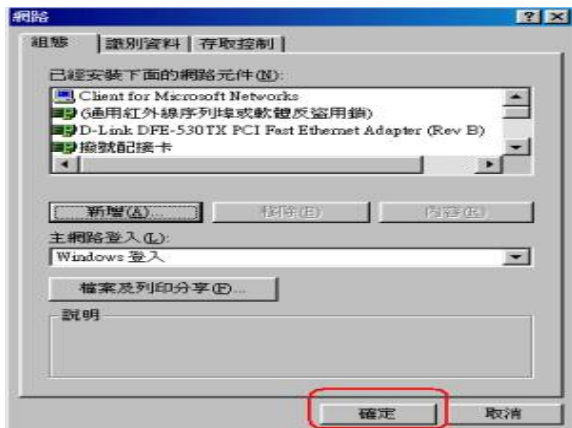 網路
組態 識別資料 存取控制
已經安裝下面的網路元件(N):
Client for Microsoft Networks
(通用紅外線序列埠或軟體反盜用鎖)
D-Link DFE-530TX PCI Fast Ethernet Adapter (Rev B)
撥號配接卡
新增(A)... 移除(E) 內容(R)
主網路登入(L):
Windows 登入
檔案及列印分享(F)...
說明
確定 取消